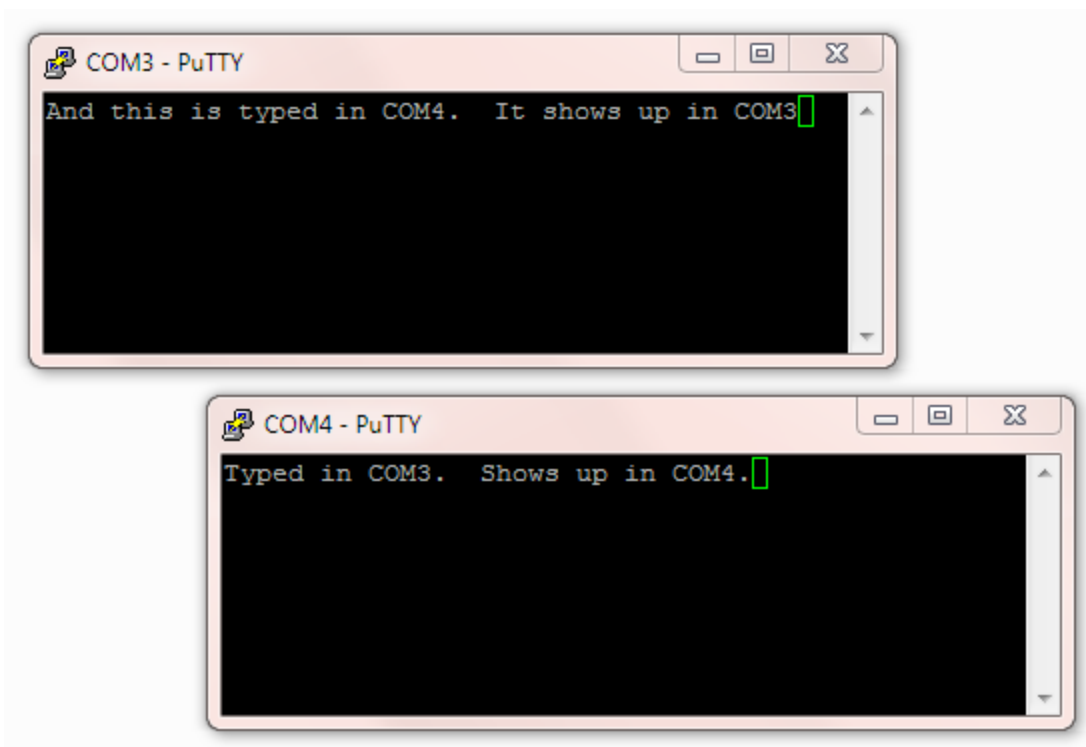 COM3 - PuTTY
And this is typed in COM4.  It shows up in COM3
COM4 - PuTTY
Typed in COM3.  Shows up in COM4.